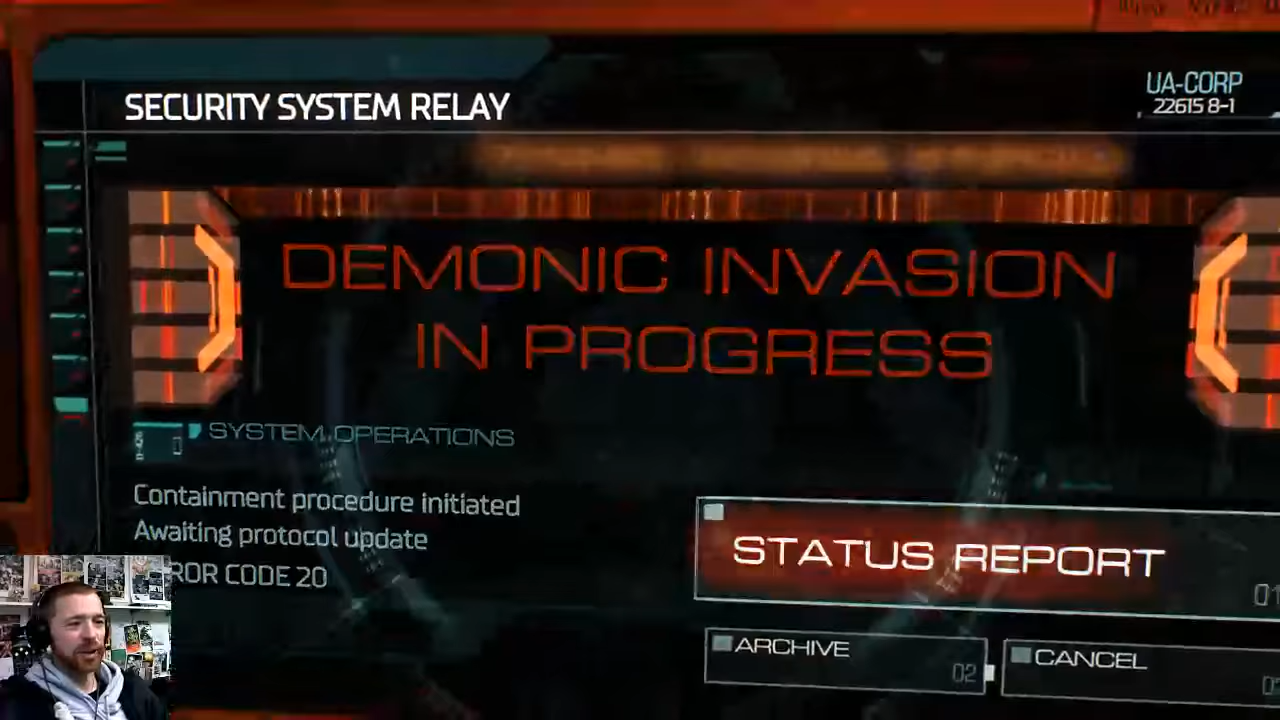 SECURITY SYSTEM RELAY
UA-CORP
22615 8-1
DEMONIC INVASION
IN PROGRESS
SYSTEM OPERATIONS
Containment procedure initiated
Awaiting protocol update
ROR CODE 20
STATUS REPORT
01
ARCHIVE
02
CANCEL